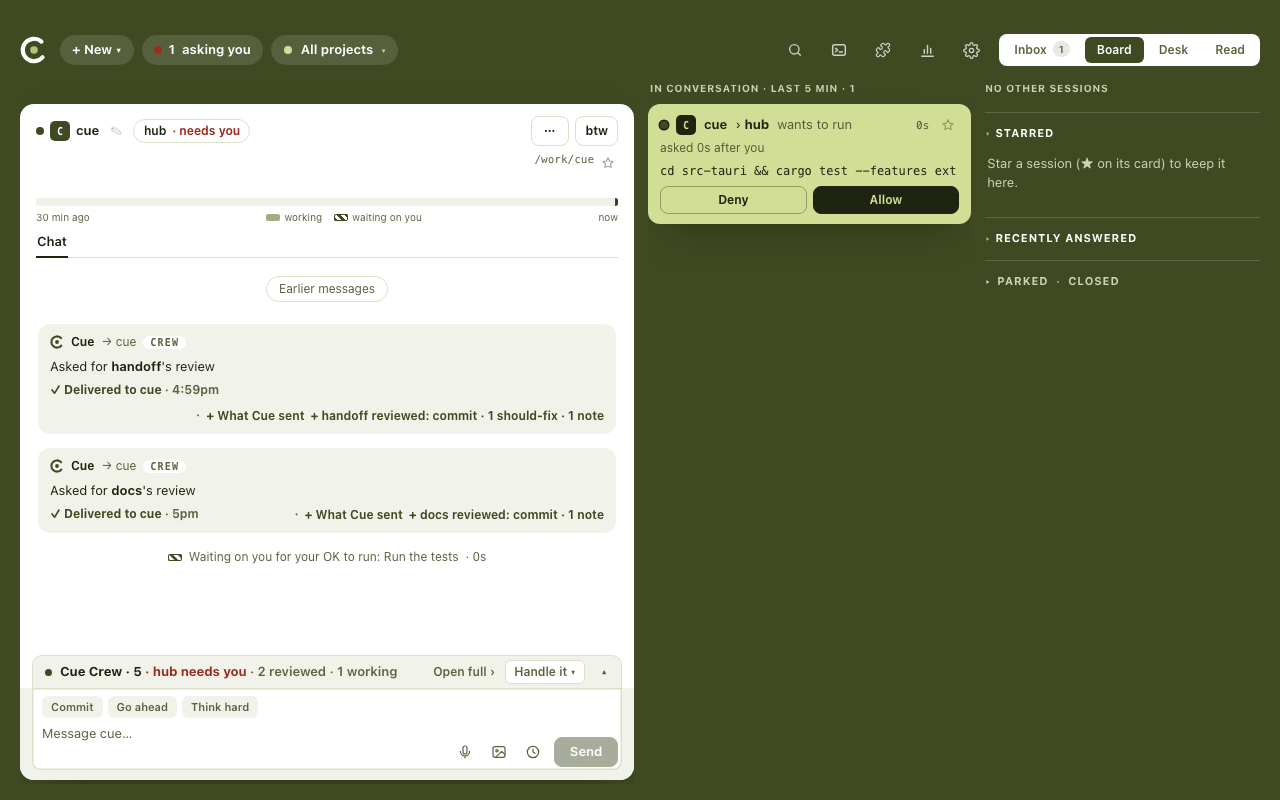 + New ▾
1 asking you
All projects ▾
Inbox 1
Board
Desk
Read
C cue
hub · needs you
···
btw
/work/cue
30 min ago
working
waiting on you
now
Chat
Earlier messages
Cue → cue CREW
Asked for handoff's review
✓ Delivered to cue · 4:59pm
· + What Cue sent + handoff reviewed: commit · 1 should-fix · 1 note
Cue → cue CREW
Asked for docs's review
✓ Delivered to cue · 5pm · + What Cue sent + docs reviewed: commit · 1 note
Waiting on you for your OK to run: Run the tests · 0s
Cue Crew · 5 · hub needs you · 2 reviewed · 1 working
Open full ›
Handle it ▾
Commit
Go ahead
Think hard
Message cue...
Send
IN CONVERSATION · LAST 5 MIN · 1
C cue › hub wants to run 0s
asked 0s after you
cd src-tauri && cargo test --features ext
Deny
Allow
NO OTHER SESSIONS
STARRED
Star a session (★ on its card) to keep it
here.
RECENTLY ANSWERED
PARKED · CLOSED